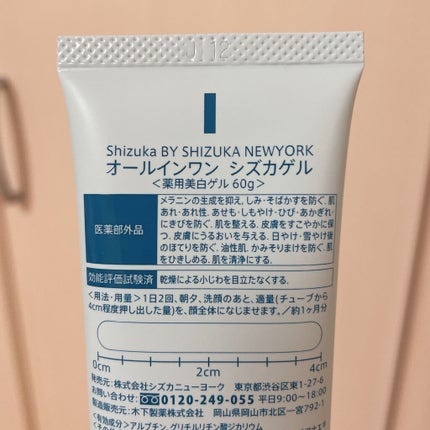 J112
Shizuka BY SHIZUKA NEWYORK
オールインワン シズカゲル
＜薬用美白ゲル 60g＞
医薬部外品
メラニンの生成を抑え、しみ・そばかすを防ぐ。肌
あれ・あれ性。あせも・しもやけ・ひび・あかぎれ・
にきびを防ぐ。肌を整える。皮膚をすこやかに保
つ。皮膚にうるおいを与える。日やけ・雪やけ後
のほてりを防ぐ。油性肌。かみそりまけを防ぐ。肌
をひきしめる。肌を清浄にする。
効能評価試験済
乾燥による小じわを目立たなくする。
＜用法・用量＞1日2回、朝夕、洗顔のあと、適量（チューブから
4cm程度押し出した量）を、顔全体になじませます。／約1ヶ月分
0cm 2cm 4cm
発売元：株式会社シズカニューヨーク 東京都渋谷区東1-27-6
お問い合わせ：0120-249-055 平日9:00〜18:00
製造販売元：木下製薬株式会社 岡山県岡山市北区一宮792-1
＜有効成分＞アルブチン、グリチルリチン酸ジカリウム